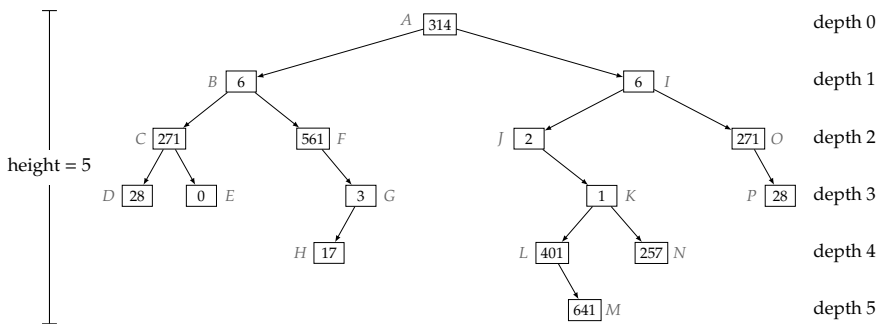 A 314 depth 0
B 6 6 I depth 1
C 271 561 F J 2 271 O depth 2
height = 5
D 28 0 E 3 G 1 K P 28 depth 3
H 17 L 401 257 N depth 4
641 M depth 5